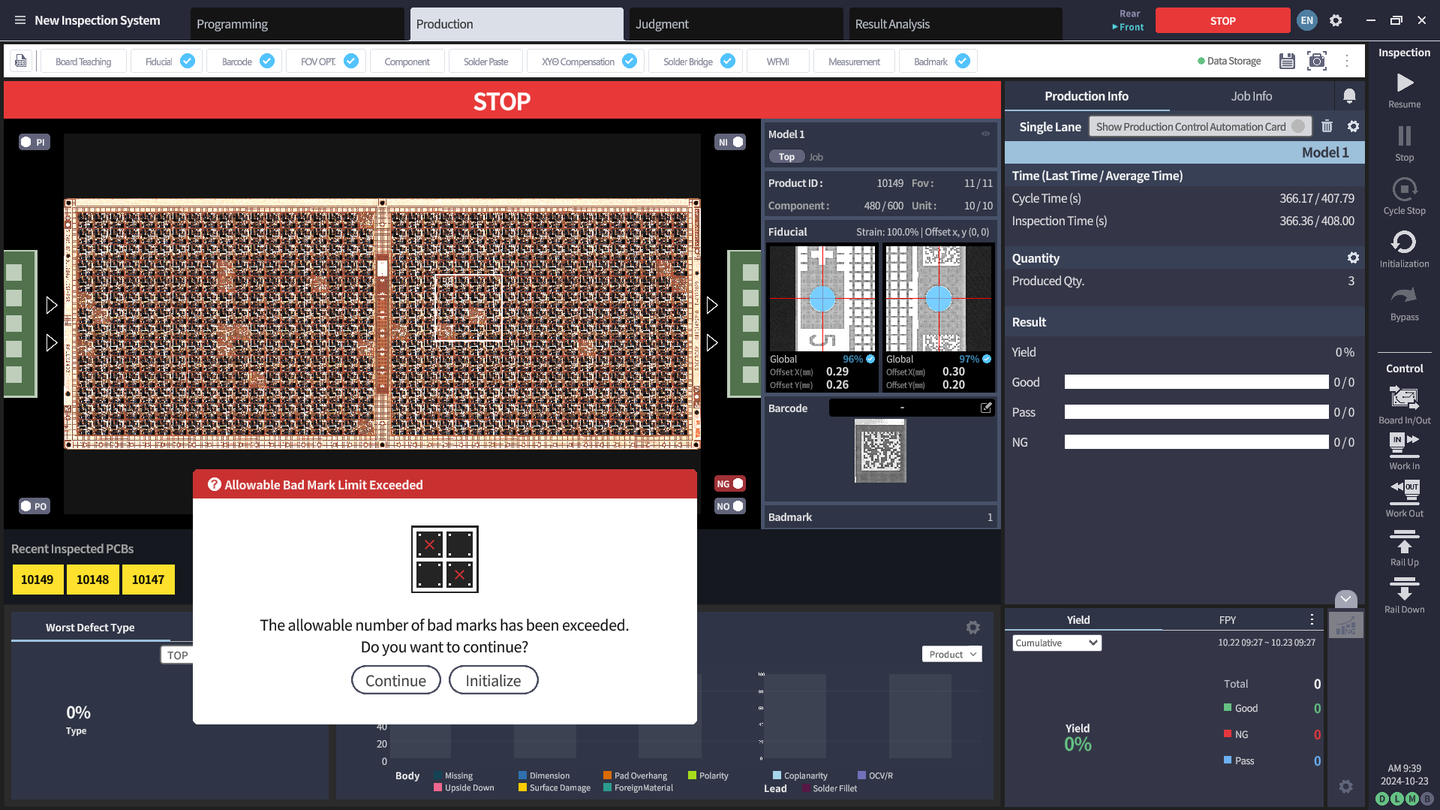 New Inspection System
Programming
Production
Judgment
Result Analysis
Rear
Front
STOP
EN
Board Teaching
Fiducial
Barcode
FOV OPT.
Component
Solder Paste
XYΘ Compensation
Solder Bridge
WFMI
Measurement
Badmark
Data Storage
STOP
PI
NI
PO
NG
NO
Model 1
Top Job
Product ID : 10149 Fov : 11 / 11
Component : 480 / 600 Unit : 10 / 10
Fiducial Strain: 100.0% | Offset x, y (0, 0)
Global 96%
Offset X(㎜) 0.29
Offset Y(㎜) 0.26
Global 97%
Offset X(㎜) 0.30
Offset Y(㎜) 0.20
Barcode -
Badmark 1
Allowable Bad Mark Limit Exceeded
The allowable number of bad marks has been exceeded.
Do you want to continue?
Continue
Initialize
Recent Inspected PCBs
10149 10148 10147
Worst Defect Type
TOP
0%
Type
Product
40
20
0
Body
Missing
Dimension
Pad Overhang
Polarity
Upside Down
Surface Damage
ForeignMaterial
Lead
Coplanarity
OCV/R
Solder Fillet
Production Info
Job Info
Single Lane
Show Production Control Automation Card
Model 1
Time (Last Time / Average Time)
Cycle Time (s) 366.17 / 407.79
Inspection Time (s) 366.36 / 408.00
Quantity
Produced Qty. 3
Result
Yield 0 %
Good 0 / 0
Pass 0 / 0
NG 0 / 0
Yield
FPY
Cumulative
10.22 09:27 ~ 10.23 09:27
Yield
0%
Total 0
Good 0
NG 0
Pass 0
Inspection
Resume
Stop
Cycle Stop
Initialization
Bypass
Control
Board In/Out
IN
Work In
OUT
Work Out
Rail Up
Rail Down
AM 9:39
2024-10-23
D L M B